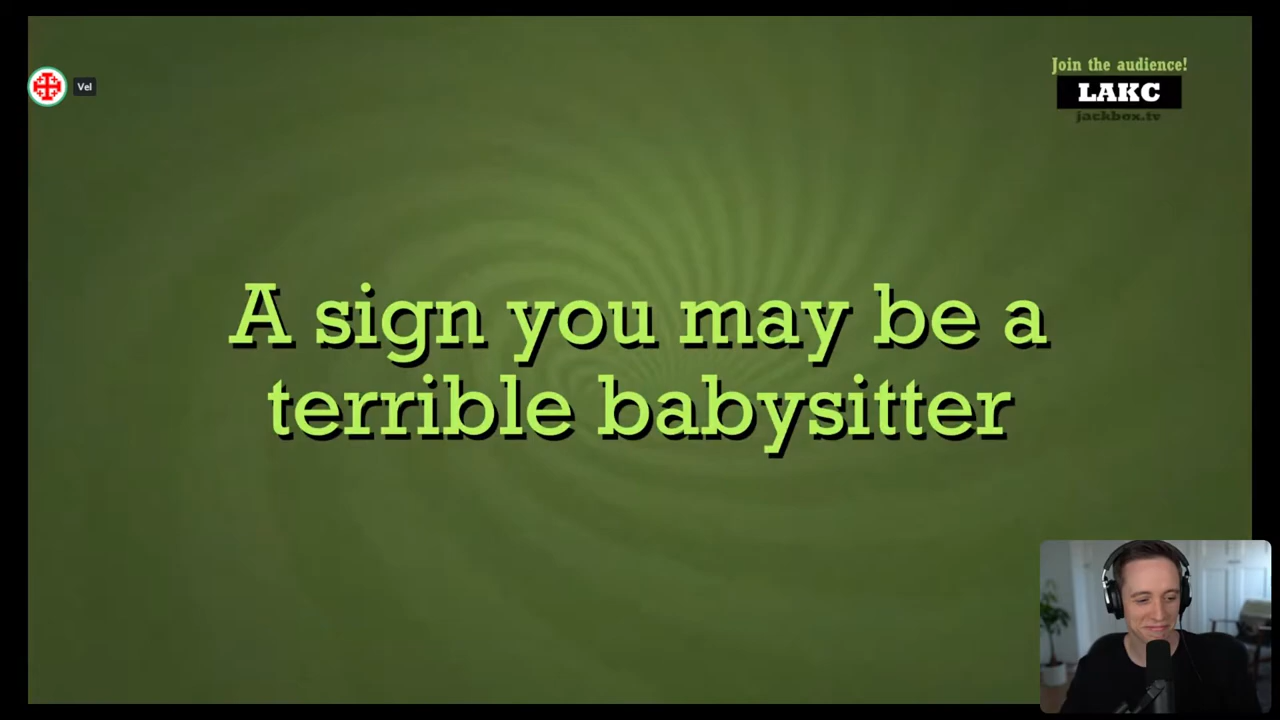 Join the audience!
Vel
LAKC
jackbox.tv
A sign you may be a
terrible babysitter